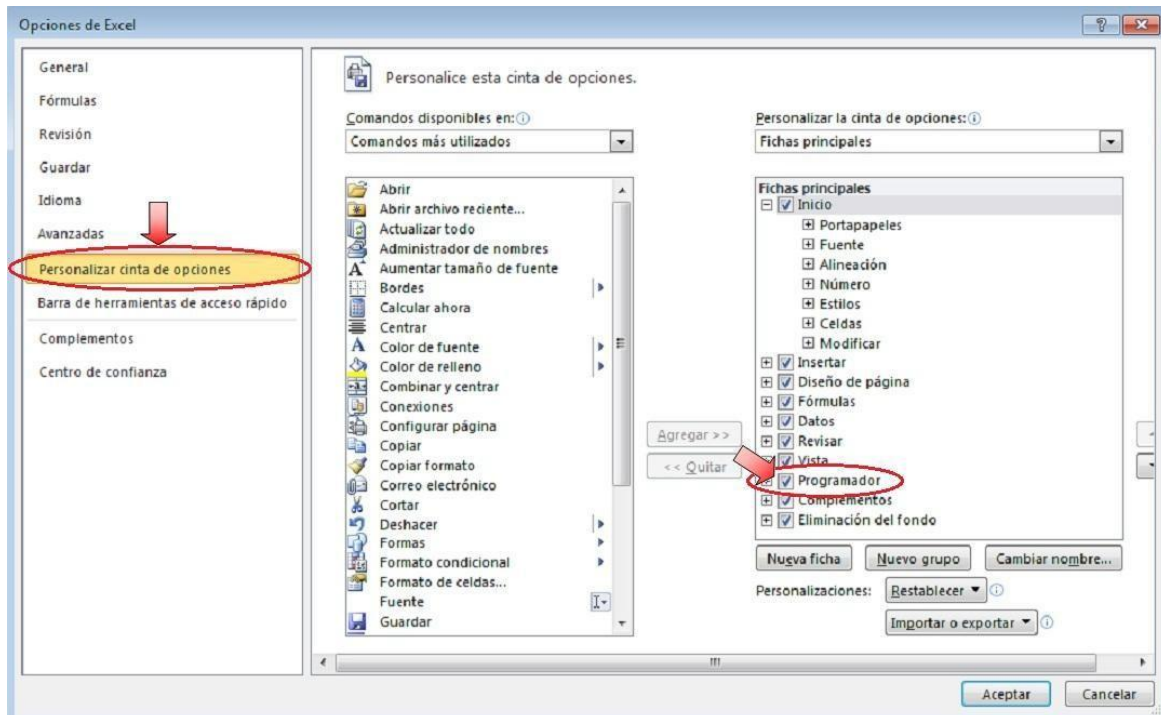 Opciones de Excel
General
Fórmulas
Revisión
Guardar
Idioma
Avanzadas
Personalizar cinta de opciones
Barra de herramientas de acceso rápido
Complementos
Centro de confianza
Personalice esta cinta de opciones.
Comandos disponibles en:
Comandos más utilizados
Abrir
Abrir archivo reciente...
Actualizar todo
Administrador de nombres
Aumentar tamaño de fuente
Bordes
Calcular ahora
Centrar
Color de fuente
Color de relleno
Combinar y centrar
Conexiones
Configurar página
Copiar
Copiar formato
Correo electrónico
Cortar
Deshacer
Formas
Formato condicional
Formato de celdas...
Fuente
Guardar
Agregar >>
<< Quitar
Personalizar la cinta de opciones:
Fichas principales
Fichas principales
Inicio
Portapapeles
Fuente
Alineación
Número
Estilos
Celdas
Modificar
Insertar
Diseño de página
Fórmulas
Datos
Revisar
Vista
Programador
Complementos
Eliminación del fondo
Nueva ficha
Nuevo grupo
Cambiar nombre...
Personalizaciones:
Restablecer
Importar o exportar
Aceptar
Cancelar